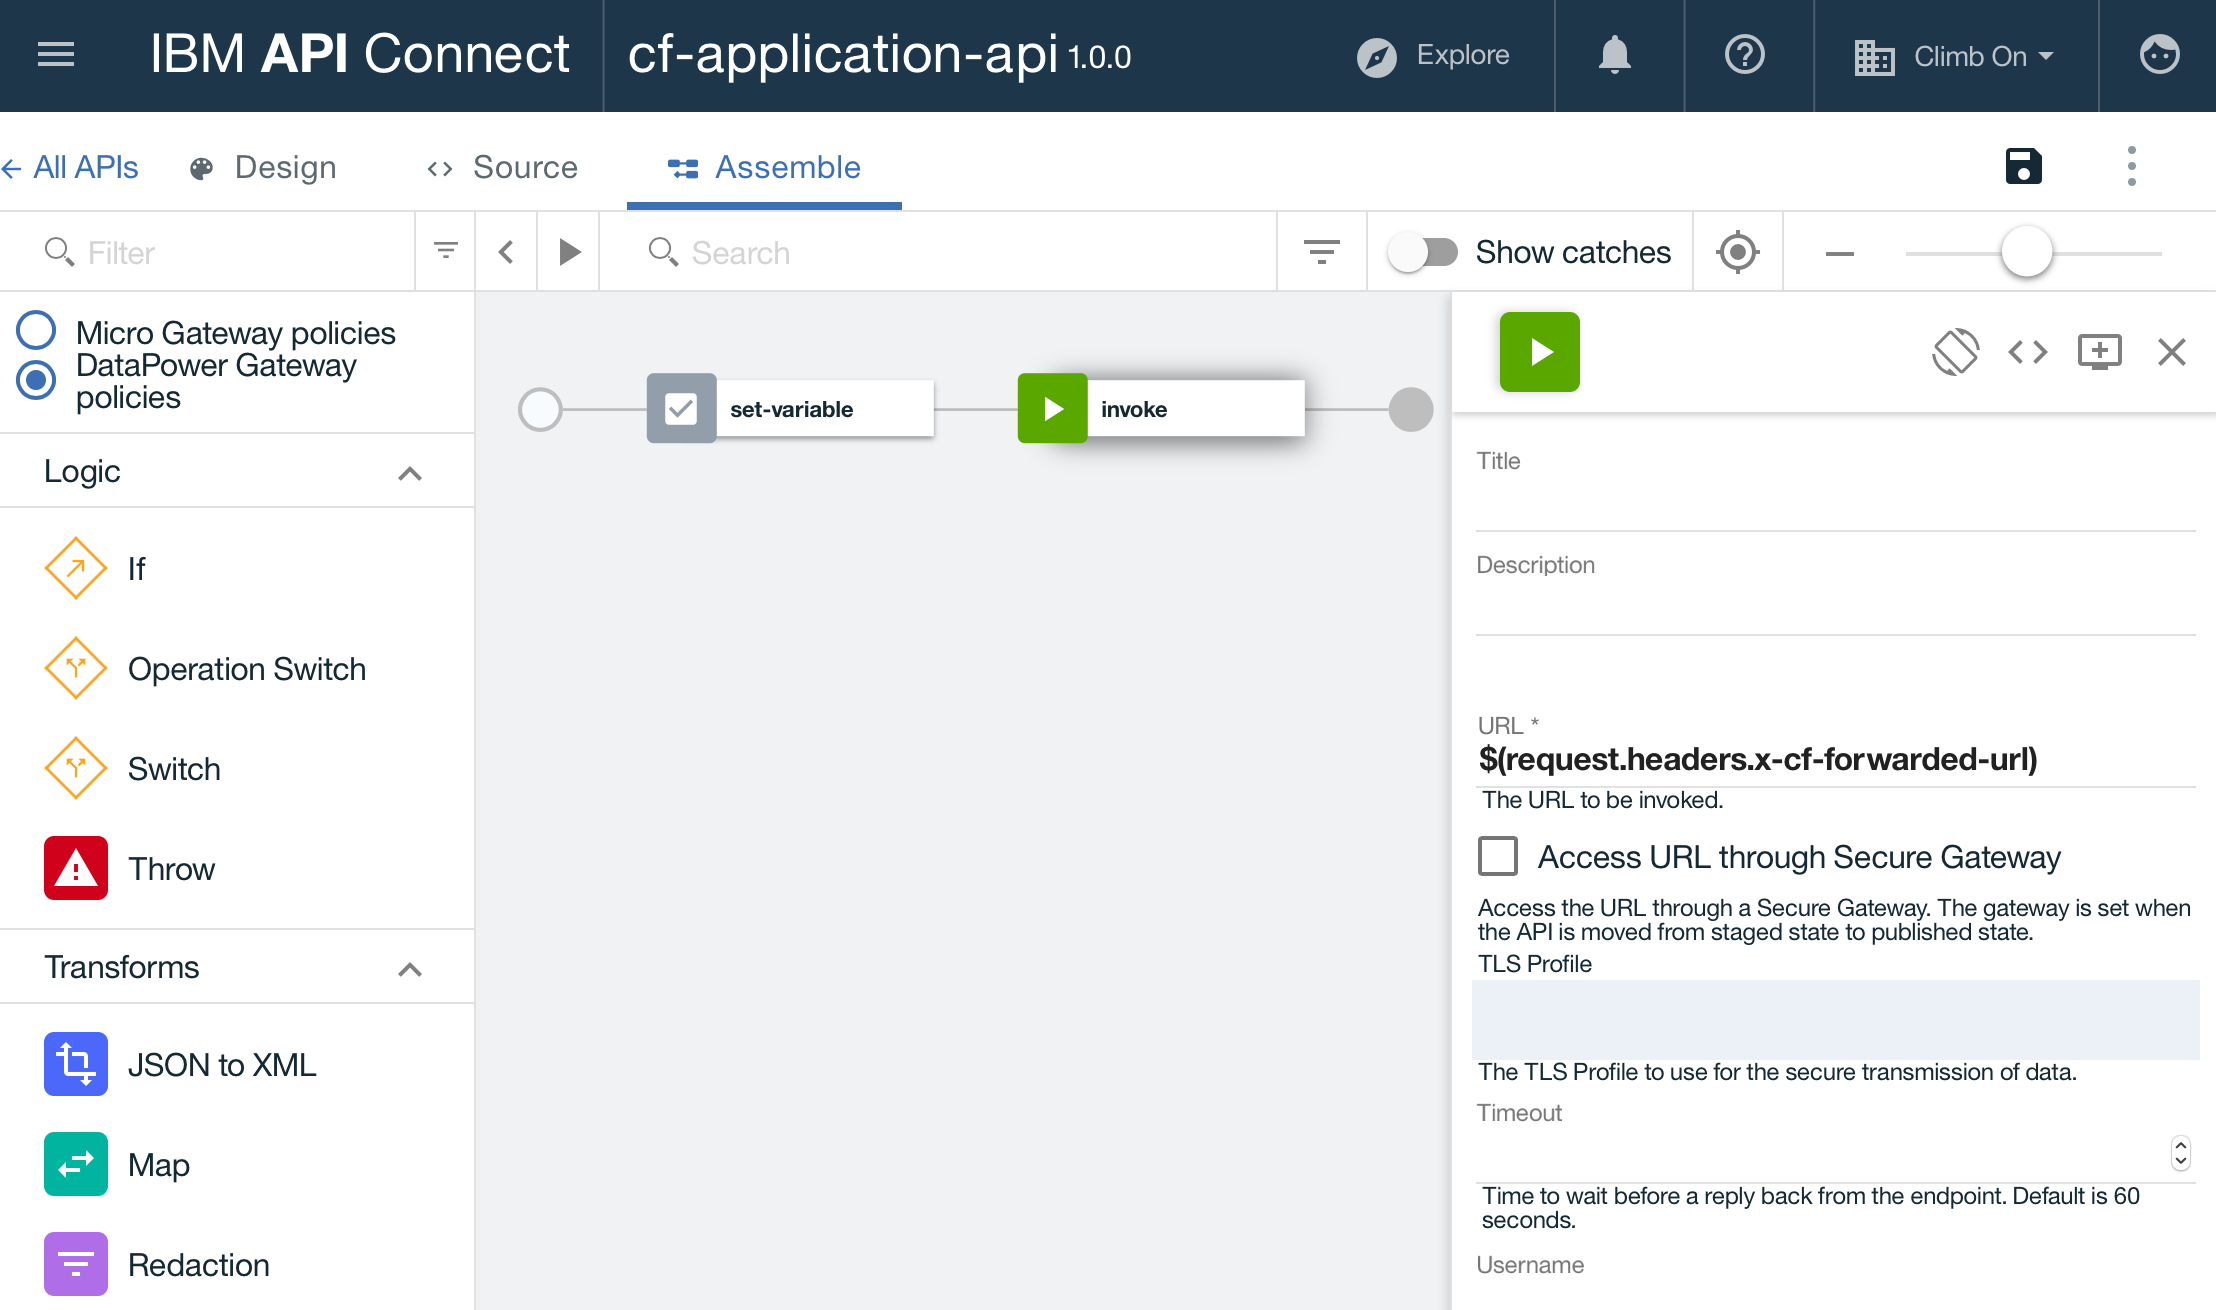 IBM API Connect
cf-application-api 1.0.0
Explore
Climb On
All APIs
Design
Source
Assemble
Filter
Search
Show catches
Micro Gateway policies
DataPower Gateway
policies
Logic
If
Operation Switch
Switch
Throw
Transforms
JSON to XML
Map
Redaction
set-variable
invoke
Title
Description
URL *
$(request.headers.x-cf-forwarded-url)
The URL to be invoked.
Access URL through Secure Gateway
Access the URL through a Secure Gateway. The gateway is set when
the API is moved from staged state to published state.
TLS Profile
The TLS Profile to use for the secure transmission of data.
Timeout
Time to wait before a reply back from the endpoint. Default is 60
seconds.
Username